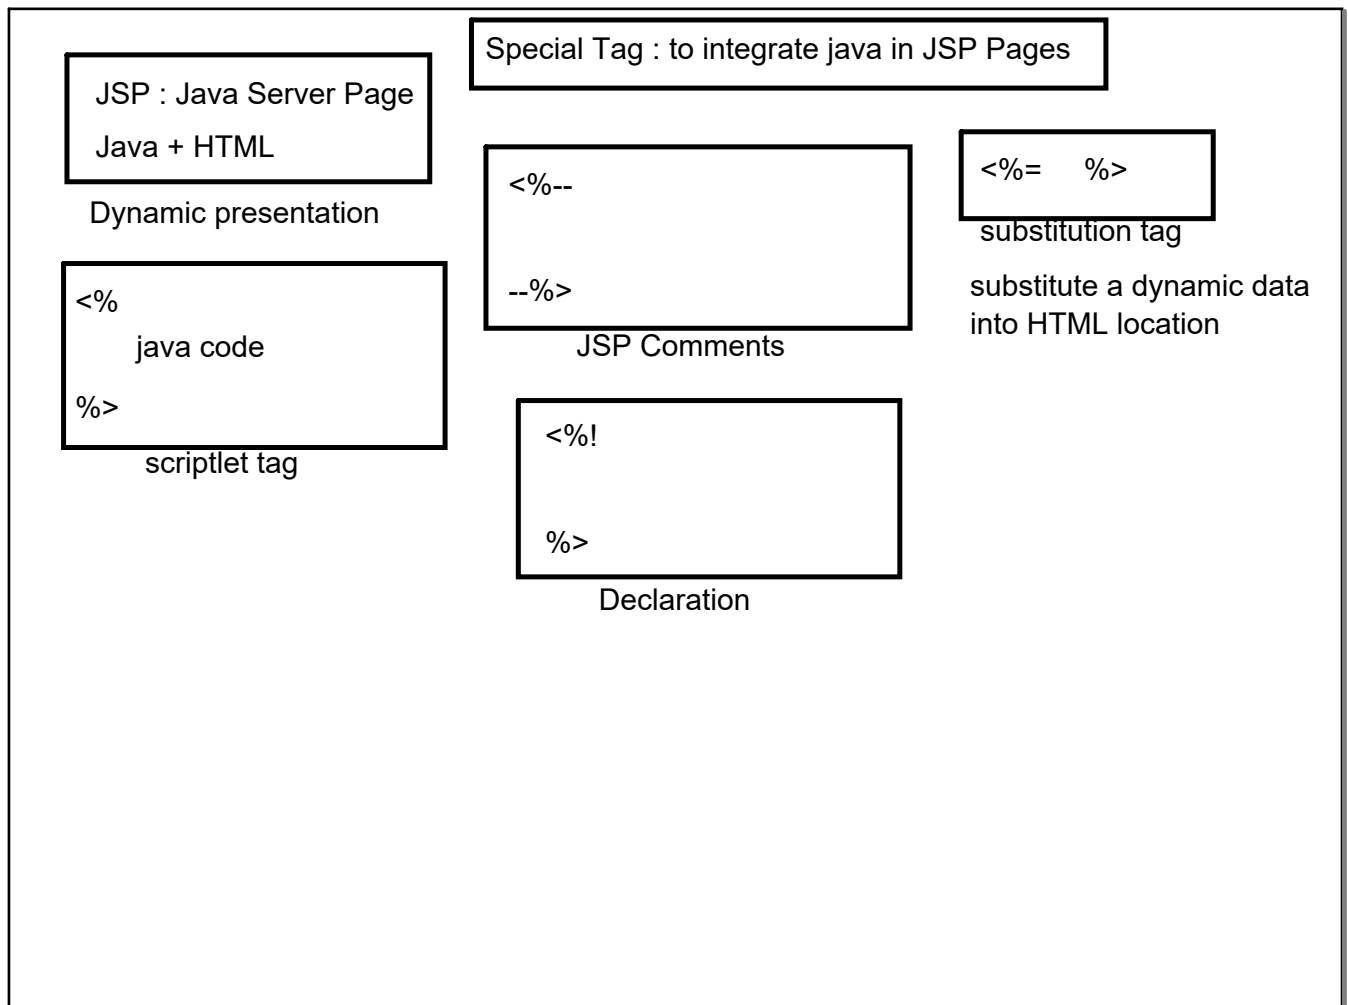 Special Tag : to integrate java in JSP Pages
JSP : Java Server Page
Java + HTML
Dynamic presentation
<%
java code
%>
scriptlet tag
<%--
--%>
JSP Comments
<%!
%>
Declaration
<%= %>
substitution tag
substitute a dynamic data
into HTML location